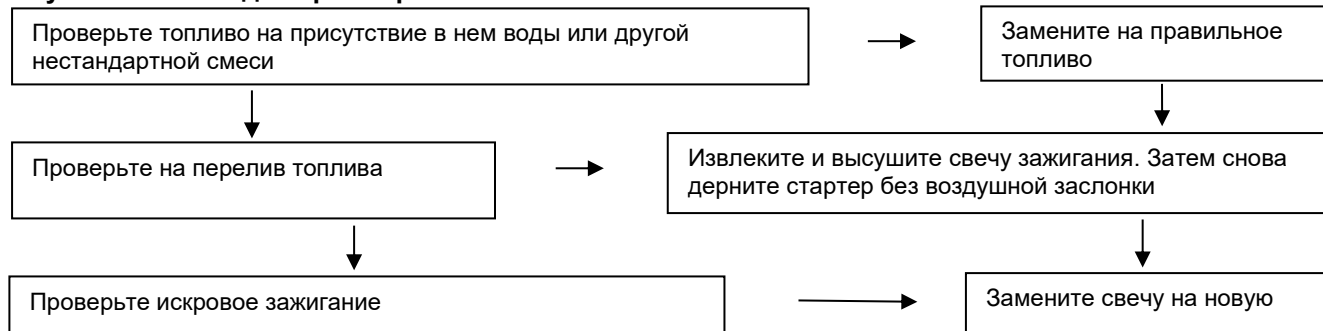 Проверьте топливо на присутствие в нем воды или другой
нестандартной смеси
Замените на правильное
топливо
Проверьте на перелив топлива
Извлеките и высушите свечу зажигания. Затем снова
дерните стартер без воздушной заслонки
Проверьте искровое зажигание
Замените свечу на новую